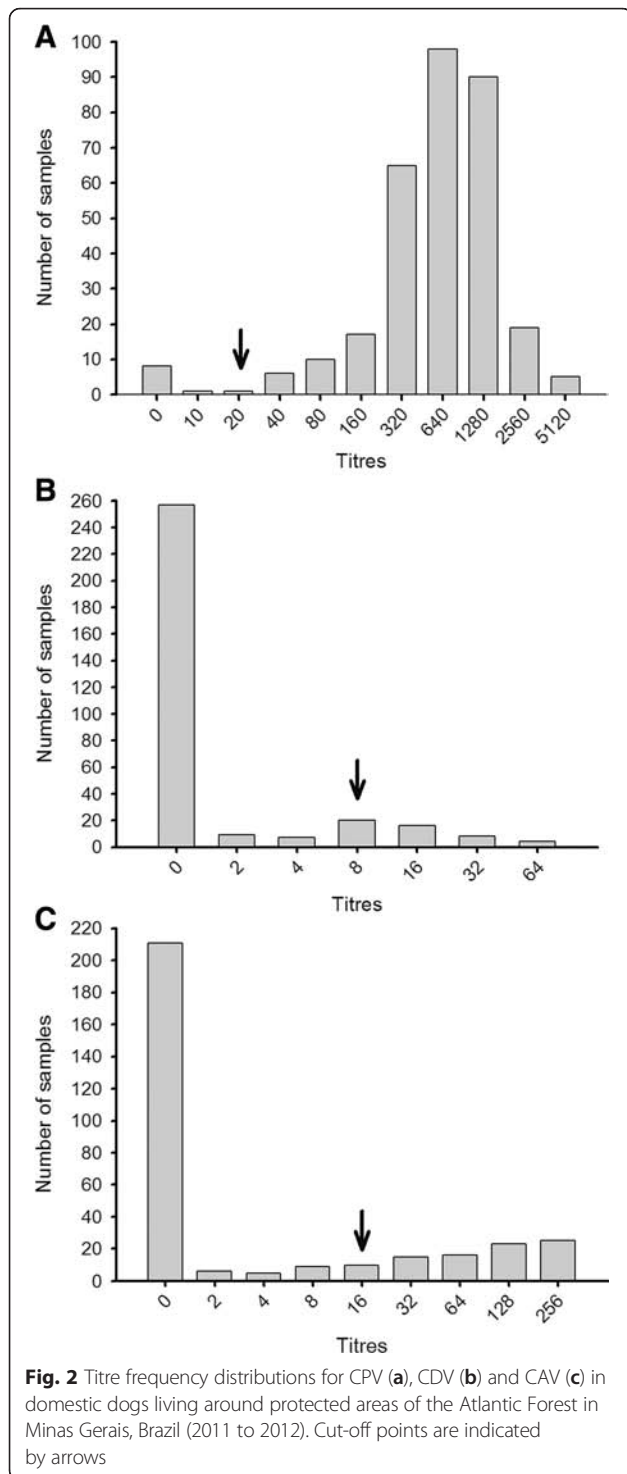 A
100
90
80
70
60
50
40
30
20
10
0
Number of samples
0 10 20 40 80 160 320 640 1280 2560 5120
Titres
B
260
240
220
200
180
160
140
120
100
80
60
40
20
0
Number of samples
0 2 4 8 16 32 64
Titres
C
220
200
180
160
140
120
100
80
60
40
20
0
Number of samples
0 2 4 8 16 32 64 128 256
Titres
Fig. 2 Titre frequency distributions for CPV (a), CDV (b) and CAV (c) in
domestic dogs living around protected areas of the Atlantic Forest in
Minas Gerais, Brazil (2011 to 2012). Cut-off points are indicated
by arrows